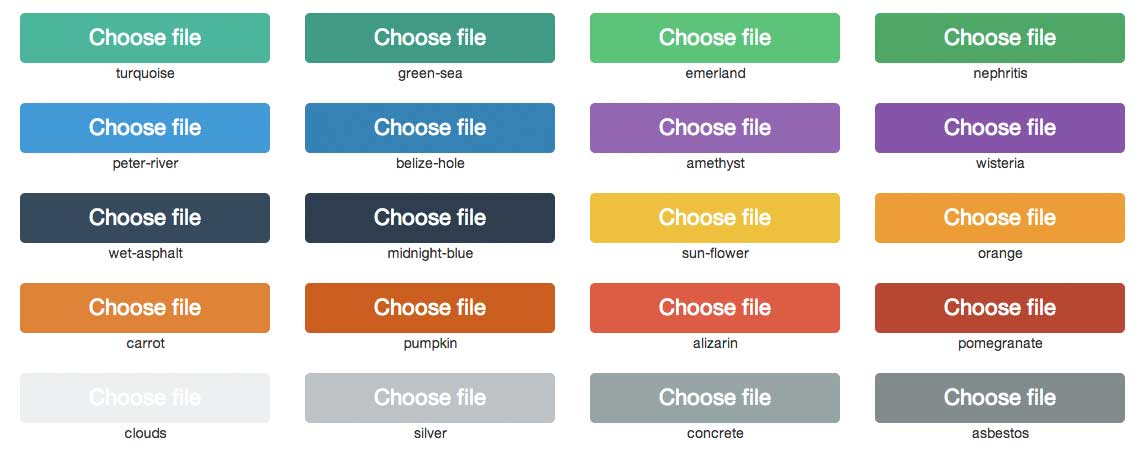 Choose file Choose file Choose file Choose file
turquoise green-sea emerland nephritis
Choose file Choose file Choose file Choose file
peter-river belize-hole amethyst wisteria
Choose file Choose file Choose file Choose file
wet-asphalt midnight-blue sun-flower orange
Choose file Choose file Choose file Choose file
carrot pumpkin alizarin pomegranate
Choose file Choose file Choose file Choose file
clouds silver concrete asbestos